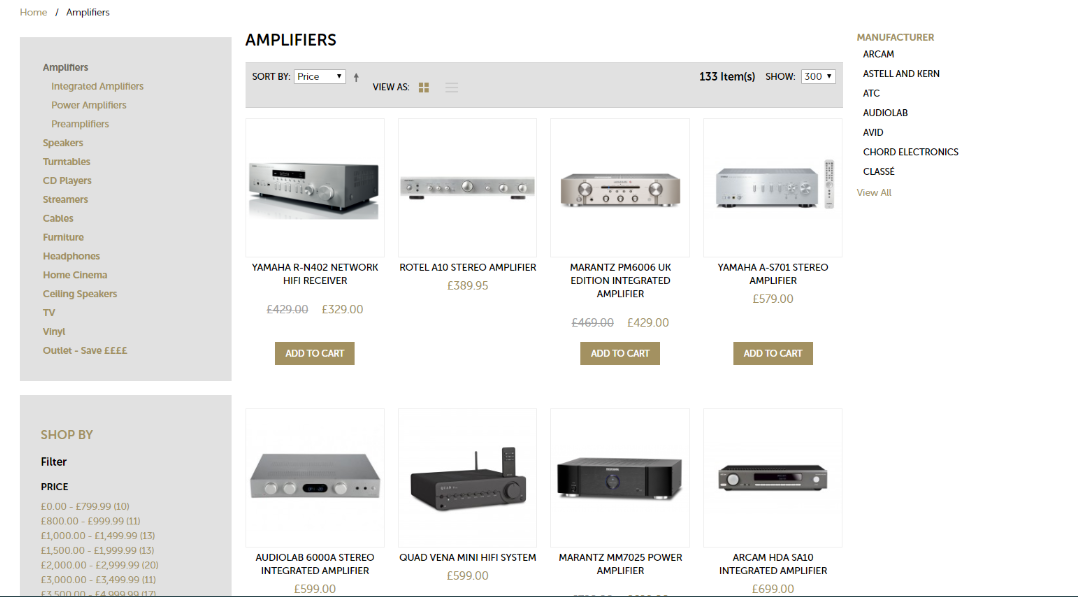 Home / Amplifiers
Amplifiers
Integrated Amplifiers
Power Amplifiers
Preamplifiers
Speakers
Turntables
CD Players
Streamers
Cables
Furniture
Headphones
Home Cinema
Ceiling Speakers
TV
Vinyl
Outlet - Save ££££
SHOP BY
Filter
PRICE
£0.00 - £799.99 (10)
£800.00 - £999.99 (11)
£1,000.00 - £1,499.99 (13)
£1,500.00 - £1,999.99 (13)
£2,000.00 - £2,999.99 (20)
£3,000.00 - £3,499.99 (11)
£3,500.00 - £4,999.99 (17)
AMPLIFIERS
SORT BY: Price
VIEW AS:
133 Item(s) SHOW: 300
YAMAHA R-N402 NETWORK
HIFI RECEIVER
£429.00 £329.00
ADD TO CART
ROTEL A10 STEREO AMPLIFIER
£389.95
MARANTZ PM6006 UK
EDITION INTEGRATED
AMPLIFIER
£469.00 £429.00
ADD TO CART
YAMAHA A-S701 STEREO
AMPLIFIER
£579.00
ADD TO CART
AUDIOLAB 6000A STEREO
INTEGRATED AMPLIFIER
£599.00
QUAD VENA MINI HIFI SYSTEM
£599.00
MARANTZ MM7025 POWER
AMPLIFIER
ARCAM HDA SA10
INTEGRATED AMPLIFIER
£699.00
MANUFACTURER
ARCAM
ASTELL AND KERN
ATC
AUDIOLAB
AVID
CHORD ELECTRONICS
CLASSÉ
View All